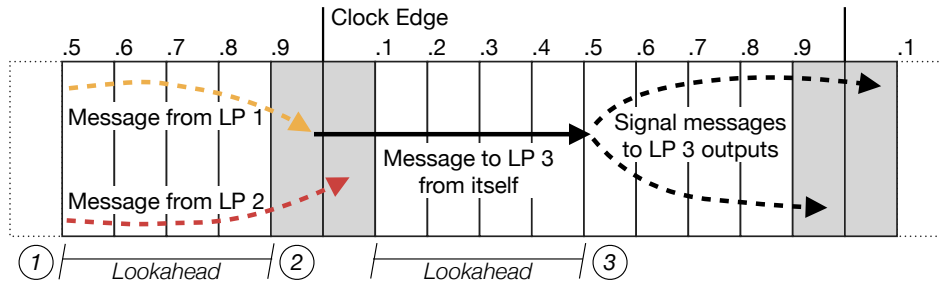 Clock Edge
.5 .6 .7 .8 .9 .1 .2 .3 .4 .5 .6 .7 .8 .9 .1
Message from LP 1
Message to LP 3
from itself
Signal messages
to LP 3 outputs
Message from LP 2
1 Lookahead 2 Lookahead 3